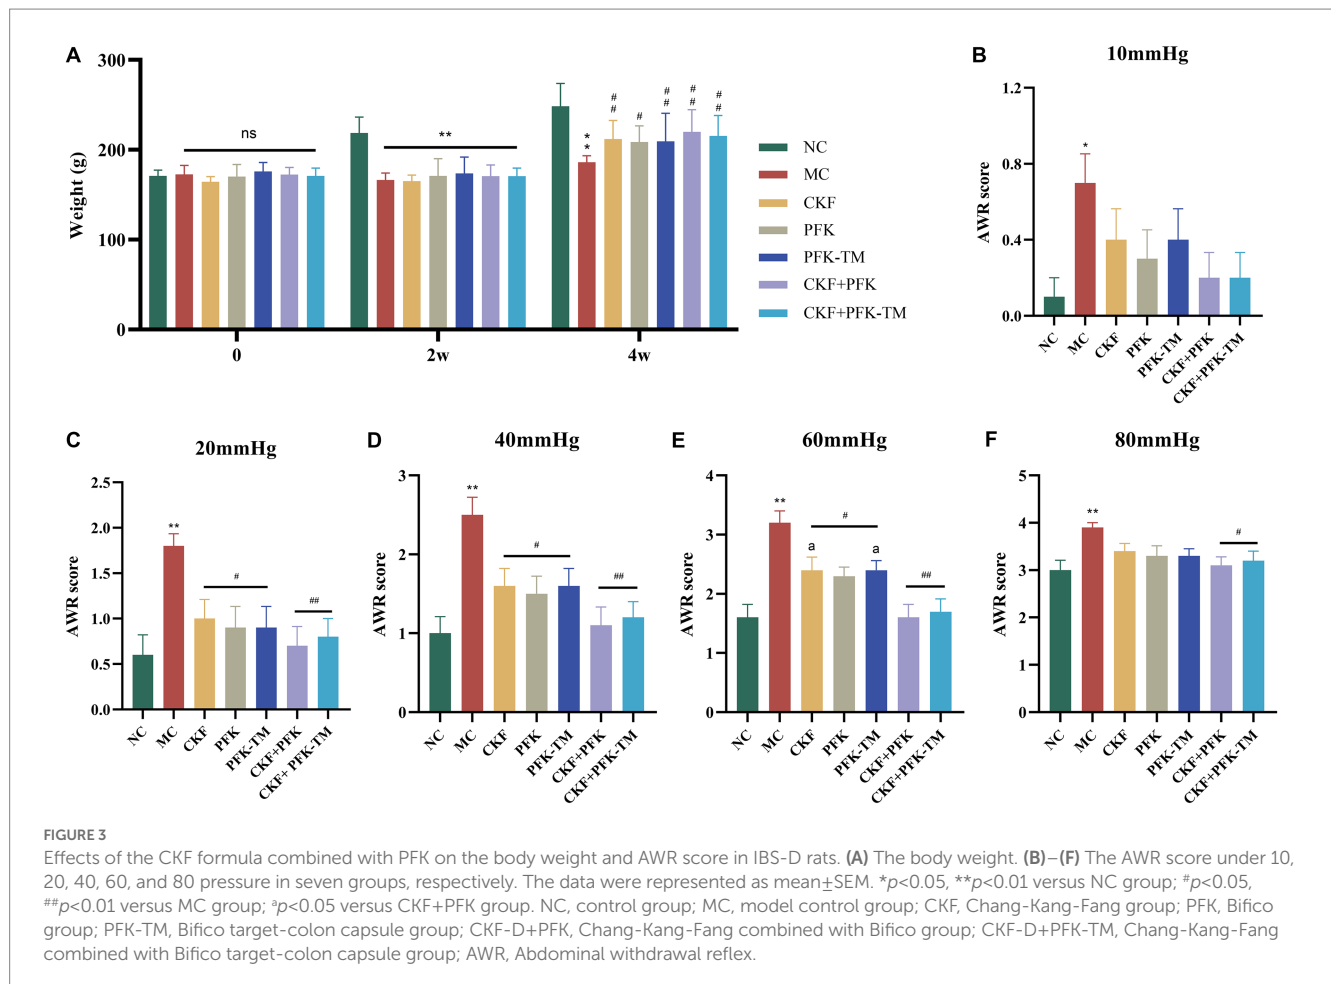 A
300
200
100
0
Weight (g)
ns
**
*
*
#
#
#
#
#
#
#
#
#
0
2w
4w
NC
MC
CKF
PFK
PFK-TM
CKF+PFK
CKF+PFK-TM
B
10mmHg
AWR score
1.2
0.8
0.4
0.0
*
NC
MC
CKF
PFK
PFK-TM
CKF+PFK
CKF+PFK-TM
C
20mmHg
AWR score
2.5
2.0
1.5
1.0
0.5
0.0
**
#
##
NC
MC
CKF
PFK
PFK-TM
CKF+PFK
CKF+ PFK-TM
D
40mmHg
AWR score
3
2
1
0
**
#
##
NC
MC
CKF
PFK
PFK-TM
CKF+PFK
CKF+PFK-TM
E
60mmHg
AWR score
4
3
2
1
0
**
#
a
a
##
NC
MC
CKF
PFK
PFK-TM
CKF+PFK
CKF+PFK-TM
F
80mmHg
AWR score
5
4
3
2
1
0
**
#
NC
MC
CKF
PFK
PFK-TM
CKF+PFK
CKF+PFK-TM
FIGURE 3
Effects of the CKF formula combined with PFK on the body weight and AWR score in IBS-D rats. (A) The body weight. (B)–(F) The AWR score under 10,
20, 40, 60, and 80 pressure in seven groups, respectively. The data were represented as mean±SEM. *p<0.05, **p<0.01 versus NC group; #p<0.05,
##p<0.01 versus MC group; ap<0.05 versus CKF+PFK group. NC, control group; MC, model control group; CKF, Chang-Kang-Fang group; PFK, Bifico
group; PFK-TM, Bifico target-colon capsule group; CKF-D+PFK, Chang-Kang-Fang combined with Bifico group; CKF-D+PFK-TM, Chang-Kang-Fang
combined with Bifico target-colon capsule group; AWR, Abdominal withdrawal reflex.